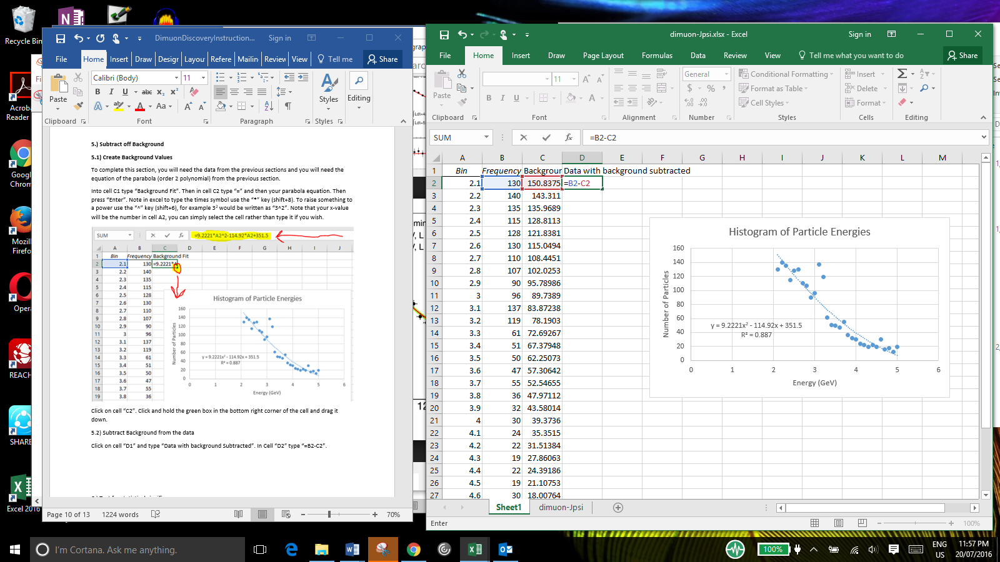 Recycle Bin
Acrobat
Reader
Google
Chrom
Mozill
Firefo
Opera
REACH
SHARE
Excel 2016
DimuonDiscoveryInstruction...
Sign in
File
Home
Insert
Draw
Design
Layou
Refere
Mailin
Review
View
Tell me
Share
Paste
Calibri (Body)
11
B I U abc x₂ x²
Aa
Styles
Editing
Clipboard
Font
Paragraph
Styles
5.) Subtract off Background
5.1) Create Background Values
To complete this section, you will need the data from the previous sections and you will need the
equation of the parabola (order 2 polynomial) from the previous section.
Into cell C1 type “Background Fit”. Then in cell C2 type “=” and then your parabola equation. Then
press “Enter”. Note in excel to type the times symbol use the “*” key (shift+8). To raise something to
a power use the “^” key (shift+6), for example 3² would be written as “3^2”. Note that your x-value
will be the number in cell A2, you can simply select the cell rather than type it if you wish.
SUM
=9.2221*A2^2-114.92*A2+351.5
A B C D E F G H I J
1 Bin Frequency Background Fit
2 2.1 130 =9.2221*A
3 2.2 140
4 2.3 135
5 2.4 115
6 2.5 128
7 2.6 130
8 2.7 110
9 2.8 107
10 2.9 90
11 3 96
12 3.1 137
13 3.2 119
14 3.3 61
15 3.4 51
16 3.5 50
17 3.6 47
18 3.7 55
19 3.8 36
Histogram of Particle Energies
Number of Particles
160
140
120
100
80
60
40
20
0
y = 9.2221x² - 114.92x + 351.5
R² = 0.887
0 1 2 3 4 5 6
Energy (GeV)
Click on cell “C2”. Click and hold the green box in the bottom right corner of the cell and drag it
down.
5.2) Subtract Background from the data
Click on cell “D1” and type “Data with background Subtracted”. In Cell “D2” type “=B2-C2”.
Page 10 of 13
1224 words
70%
dimuon-Jpsi.xlsx - Excel
Sign in
File
Home
Insert
Draw
Page Layout
Formulas
Data
Review
View
Tell me what you want to do
Share
Paste
11
B I U
General
$ % ,
Conditional Formatting
Format as Table
Cell Styles
Insert
Delete
Format
Clipboard
Font
Alignment
Number
Styles
Cells
Editing
SUM
fx
=B2-C2
A B C D E F G H I J K L M
1 Bin Frequency Backgrour Data with background subtracted
2 2.1 130 150.8375 =B2-C2
3 2.2 140 143.311
4 2.3 135 135.9689
5 2.4 115 128.8113
6 2.5 128 121.8381
7 2.6 130 115.0494
8 2.7 110 108.4451
9 2.8 107 102.0253
10 2.9 90 95.78986
11 3 96 89.7389
12 3.1 137 83.87238
13 3.2 119 78.1903
14 3.3 61 72.69267
15 3.4 51 67.37948
16 3.5 50 62.25073
17 3.6 47 57.30642
18 3.7 55 52.54655
19 3.8 36 47.97112
20 3.9 32 43.58014
21 4 30 39.3736
22 4.1 24 35.3515
23 4.2 22 31.51384
24 4.3 19 27.86063
25 4.4 22 24.39186
26 4.5 19 21.10753
27 4.6 30 18.00764
Histogram of Particle Energies
Number of Particles
160
140
120
100
80
60
40
20
0
y = 9.2221x² - 114.92x + 351.5
R² = 0.887
0 1 2 3 4 5 6
Energy (GeV)
Sheet1
dimuon-Jpsi
Enter
100%
I'm Cortana. Ask me anything.
100%
ENG
US
11:57 PM
20/07/2016